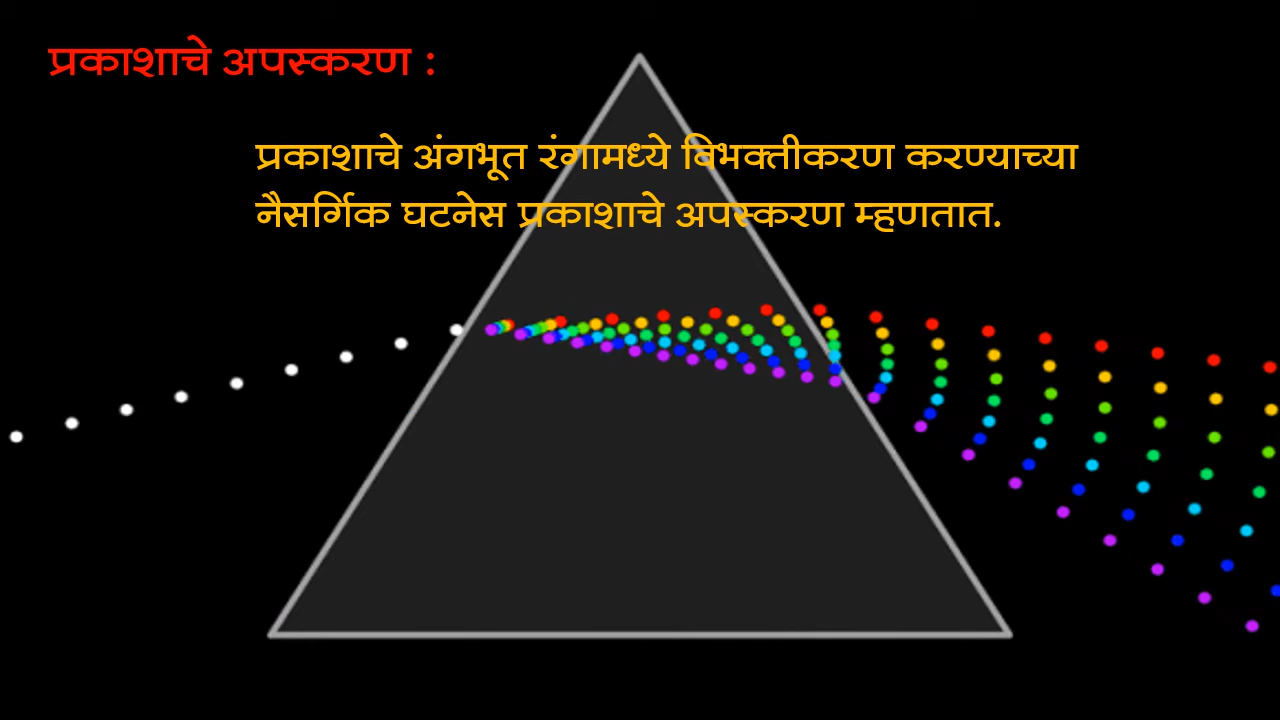 प्रकाशाचे अपस्करण :
प्रकाशाचे अंगभूत रंगामध्ये विभक्तीकरण करण्याच्या
नैसर्गिक घटनेस प्रकाशाचे अपस्करण म्हणतात.